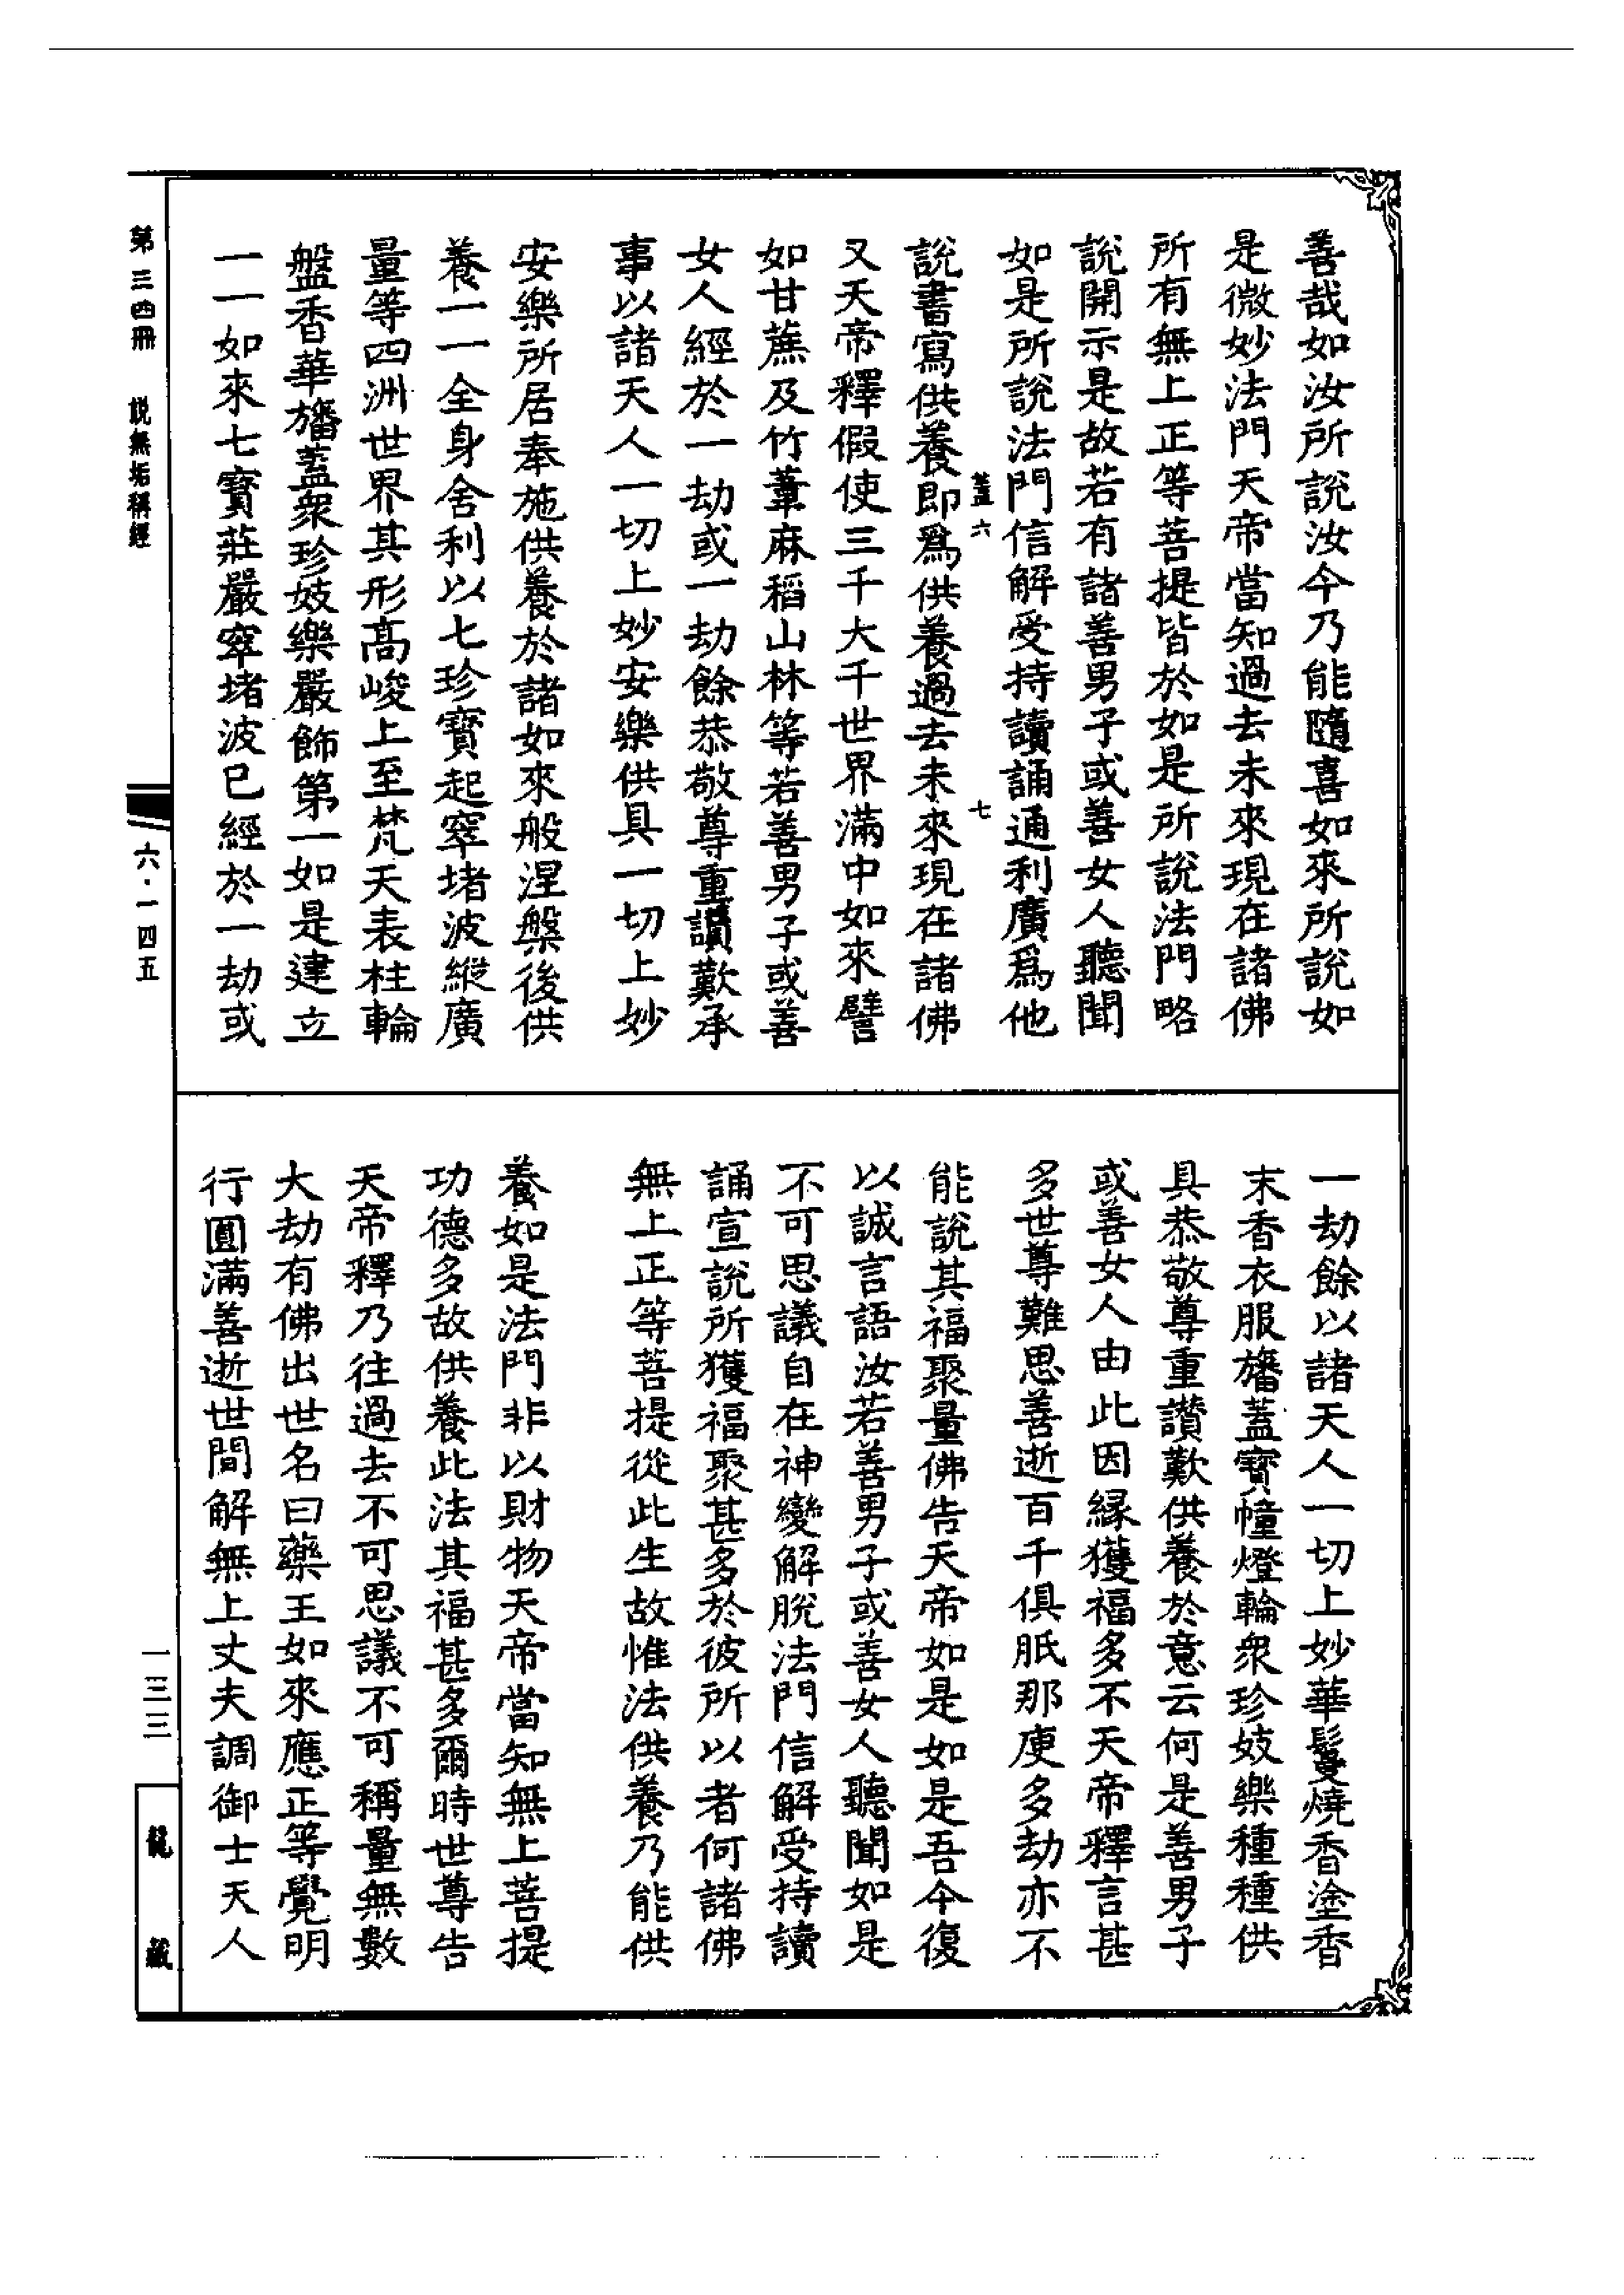 善哉如汝所說汝今乃能隨喜如來所說如
是微妙法門天帝當知過去未來現在諸佛
所有無上正等菩提皆於如是所說法門略
說開示是故若有諸善男子或善女人聽聞
如是所說法門信解受持讀誦通利廣爲他
蓋六 七
說書寫供養即爲供養過去未來現在諸佛
又天帝釋假使三千大千世界滿中如來譬
如甘蔗及竹葦麻稻山林等若善男子或善
女人經於一劫或一劫餘恭敬尊重讚歎承
事以諸天人一切上妙安樂供具一切上妙
安樂所居奉施供養於諸如來般涅槃後供
養一一全身舍利以七珍寶起窣堵波縱廣
量等四洲世界其形高峻上至梵天表柱輪
盤香華旛蓋衆珍妓樂嚴飾第一如是建立
一一如來七寶莊嚴窣堵波已經於一劫或
一劫餘以諸天人一切上妙華鬘燒香塗香
末香衣服旛蓋寶幢燈輪衆珍妓樂種種供
具恭敬尊重讚歎供養於意云何是善男子
或善女人由此因緣獲福多不天帝釋言甚
多世尊難思善逝百千俱胝那庾多劫亦不
能說其福聚量佛告天帝如是如是吾今復
以誠言語汝若善男子或善女人聽聞如是
不可思議自在神變解脫法門信解受持讀
誦宣說所獲福聚甚多於彼所以者何諸佛
無上正等菩提從此生故惟法供養乃能供
養如是法門非以財物天帝當知無上菩提
功德多故供養此法其福甚多爾時世尊告
天帝釋乃往過去不可思議不可稱量無數
大劫有佛出世名曰藥王如來應正等覺明
行圓滿善逝世間解無上丈夫調御士天人
第三四冊 說無垢稱經
六·一四五
一三三
龍藏